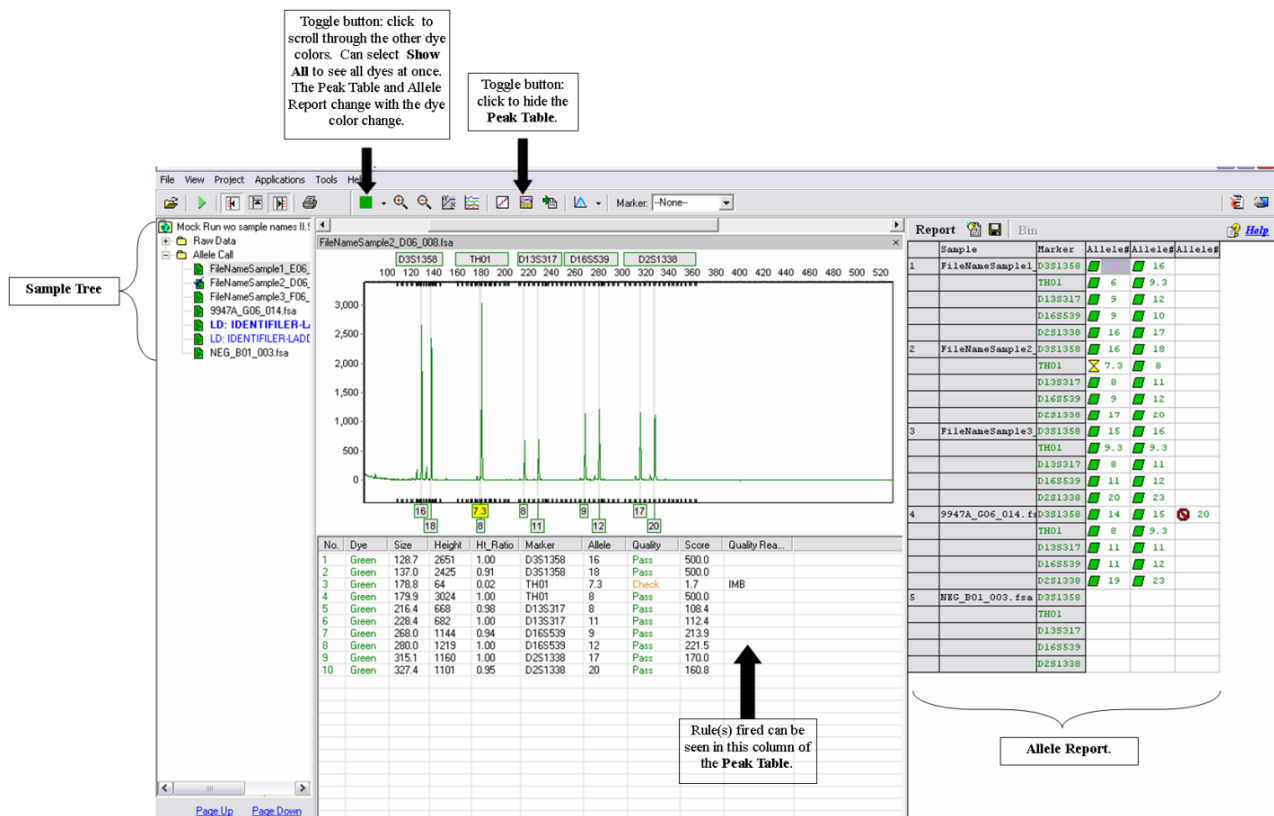 Toggle button: click to
scroll through the other dye
colors. Can select Show
All to see all dyes at once.
The Peak Table and Allele
Report change with the dye
color change.
Toggle button:
click to hide the
Peak Table.
File View Project Applications Tools Help
Marker: --None--
Sample Tree
Mock Run wo sample names II.S
Raw Data
Allele Call
FileNameSample1_E06_
FileNameSample2_D06_
FileNameSample3_F06_
9947A_G06_014.fsa
LD: IDENTIFILER-LA
LD: IDENTIFILER-LADD
NEG_B01_003.fsa
Page Up Page Down
FileNameSample2_D06_008.fsa
D3S1358 TH01 D13S317 D16S539 D2S1338
100 120 140 160 180 200 220 240 260 280 300 320 340 360 380 400 420 440 460 480 500 520
3,000
2,500
2,000
1,500
1,000
500
0
16 7.3 8 9 17
18 8 11 12 20
No. Dye Size Height Ht_Ratio Marker Allele Quality Score Quality Rea...
1 Green 128.7 2651 1.00 D3S1358 16 Pass 500.0
2 Green 137.0 2425 0.91 D3S1358 18 Pass 500.0
3 Green 178.8 64 0.02 TH01 7.3 Check 1.7 IMB
4 Green 179.9 3024 1.00 TH01 8 Pass 500.0
5 Green 216.4 668 0.98 D13S317 8 Pass 108.4
6 Green 228.4 682 1.00 D13S317 11 Pass 112.4
7 Green 268.0 1144 0.94 D16S539 9 Pass 213.9
8 Green 280.0 1219 1.00 D16S539 12 Pass 221.5
9 Green 315.1 1160 1.00 D2S1338 17 Pass 170.0
10 Green 327.4 1101 0.95 D2S1338 20 Pass 160.8
Rule(s) fired can be
seen in this column of
the Peak Table.
Report Bin Help
Sample Marker Allele# Allele# Allele#
1 FileNameSample1_ D3S1358 16
TH01 6 9.3
D13S317 9 12
D16S539 9 10
D2S1338 16 17
2 FileNameSample2_ D3S1358 16 18
TH01 7.3 8
D13S317 8 11
D16S539 9 12
D2S1338 17 20
3 FileNameSample3_ D3S1358 15 16
TH01 9.3 9.3
D13S317 8 11
D16S539 11 12
D2S1338 20 23
4 9947A_G06_014.fs D3S1358 14 15 20
TH01 8 9.3
D13S317 11 11
D16S539 11 12
D2S1338 19 23
5 NEG_B01_003.fsa D3S1358
TH01
D13S317
D16S539
D2S1338
Allele Report.